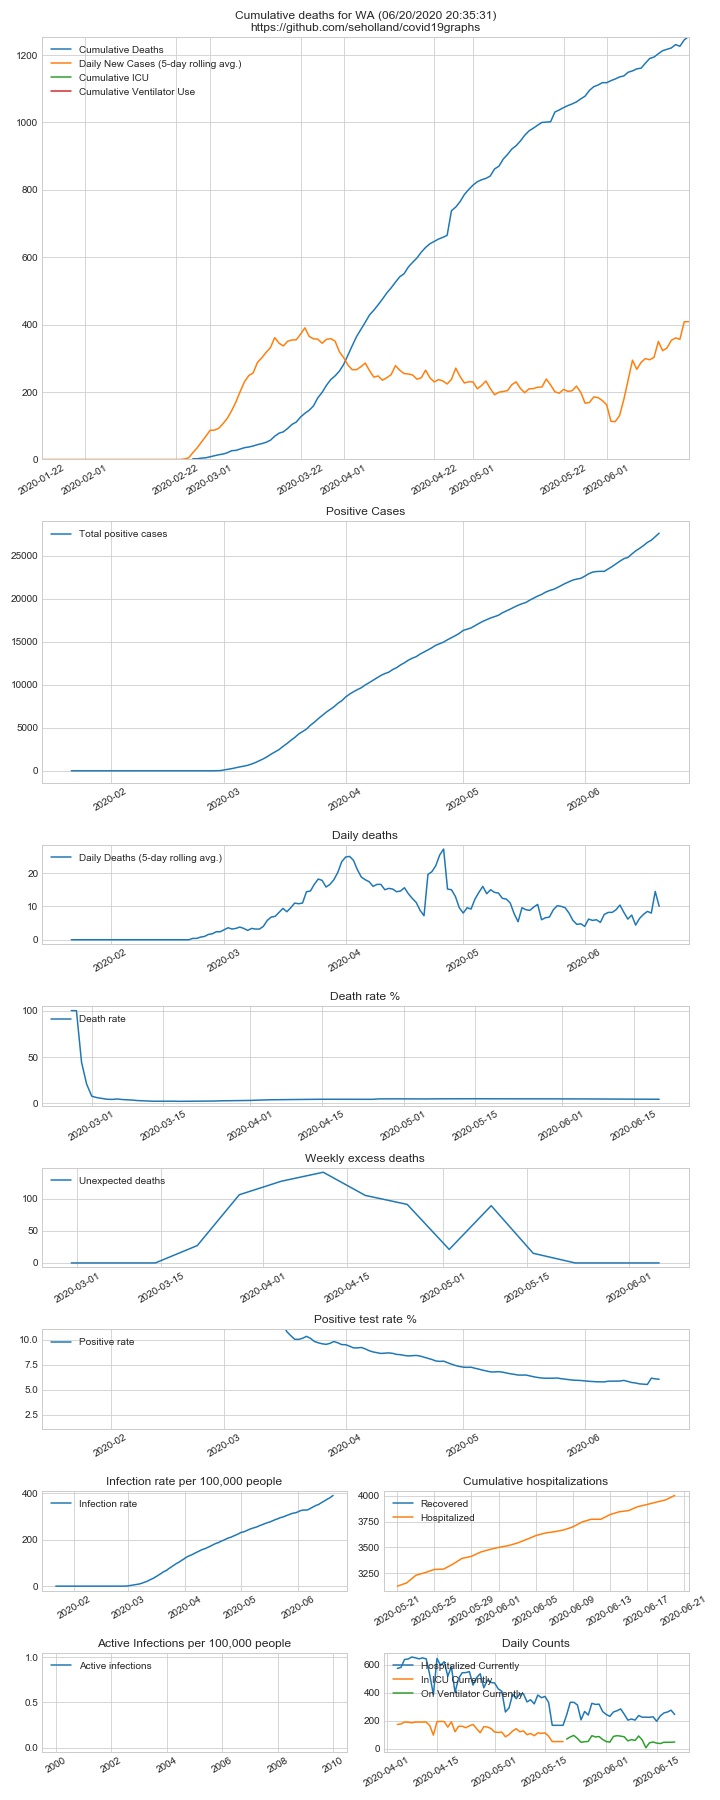 Cumulative deaths for WA (06/20/2020 20:35:31)
https://github.com/seholland/covid19graphs
Cumulative Deaths
Daily New Cases (5-day rolling avg.)
Cumulative ICU
Cumulative Ventilator Use
1200
1000
800
600
400
200
0
2020-01-22 2020-02-01 2020-02-22 2020-03-01 2020-03-22 2020-04-01 2020-04-22 2020-05-01 2020-05-22 2020-06-01
Positive Cases
Total positive cases
25000
20000
15000
10000
5000
0
2020-02 2020-03 2020-04 2020-05 2020-06
Daily deaths
Daily Deaths (5-day rolling avg.)
20
10
0
2020-02 2020-03 2020-04 2020-05 2020-06
Death rate %
100
Death rate
50
0
2020-03-01 2020-03-15 2020-04-01 2020-04-15 2020-05-01 2020-05-15 2020-06-01 2020-06-15
Weekly excess deaths
Unexpected deaths
100
50
0
2020-03-01 2020-03-15 2020-04-01 2020-04-15 2020-05-01 2020-05-15 2020-06-01
Positive test rate %
10.0
Positive rate
7.5
5.0
2.5
2020-02 2020-03 2020-04 2020-05 2020-06
Infection rate per 100,000 people
400
Infection rate
200
0
2020-02 2020-03 2020-04 2020-05 2020-06
Cumulative hospitalizations
4000
Recovered
Hospitalized
3750
3500
3250
2020-05-21 2020-05-25 2020-05-29 2020-06-01 2020-06-05 2020-06-09 2020-06-13 2020-06-17 2020-06-21
Active Infections per 100,000 people
1.0
Active infections
0.5
0.0
2000 2002 2004 2006 2008 2010
Daily Counts
600
Hospitalized Currently
In ICU Currently
On Ventilator Currently
400
200
0
2020-04-01 2020-04-15 2020-05-01 2020-05-15 2020-06-01 2020-06-15